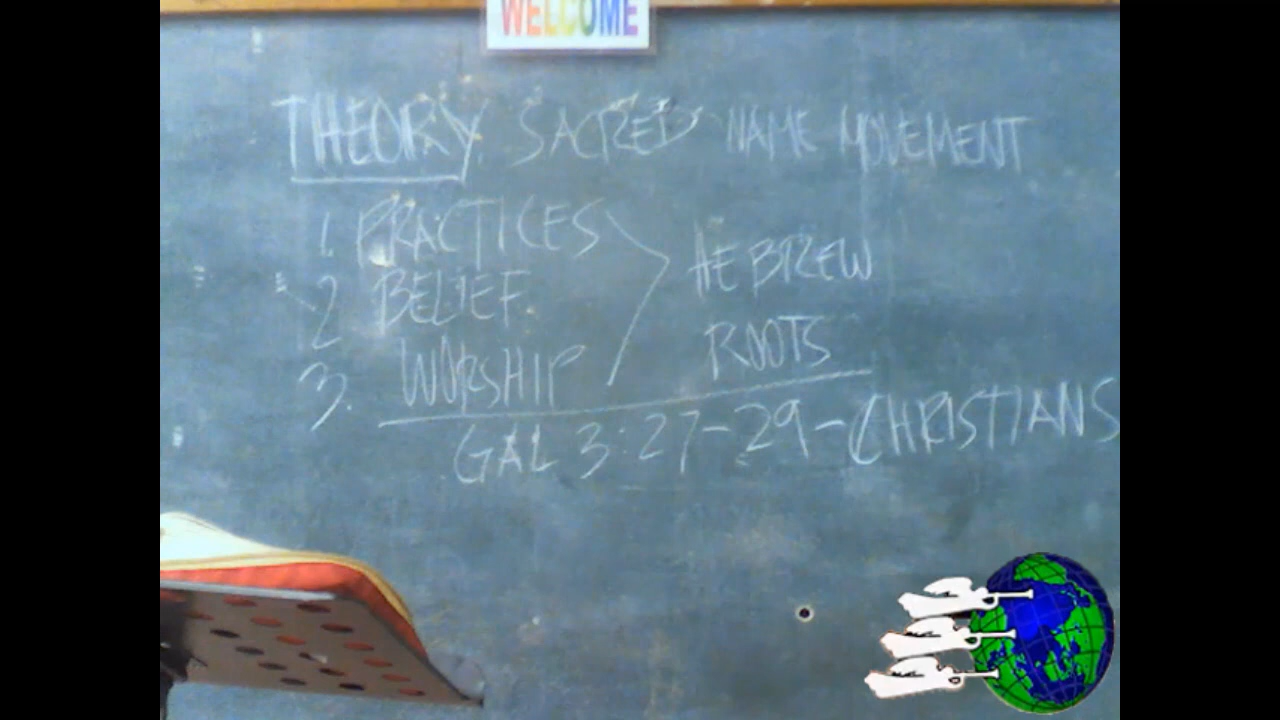 WELCOME
THEORY SACRED NAME MOVEMENT
1. PRACTICES
2 BELIEF
3. WORSHIP
HEBREW
ROOTS
GAL 3:27-29-CHRISTIANS